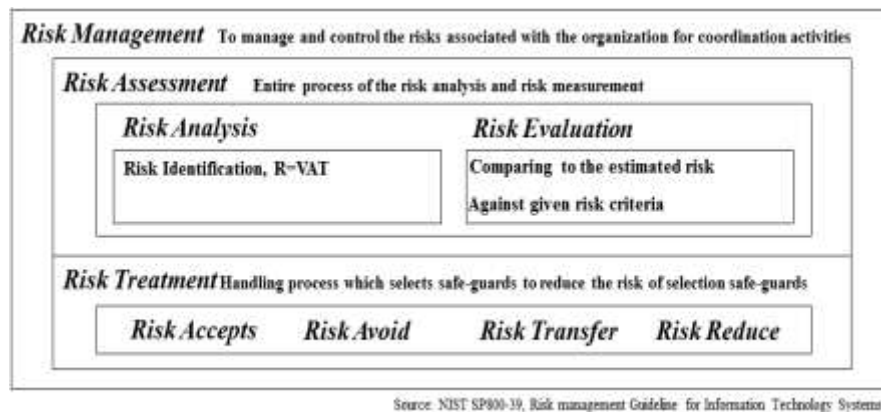 Risk Management To manage and control the risks associated with the organization for coordination activities
Risk Assessment Entire process of the risk analysis and risk measurement
Risk Analysis Risk Evaluation
Risk Identification, R=VAT
Comparing to the estimated risk
Against given risk criteria
Risk Treatment Handling process which selects safe-guards to reduce the risk of selection safe-guards
Risk Accepts Risk Avoid Risk Transfer Risk Reduce
Source: NIST SP800-39, Risk management Guideline for Information Technology Systems